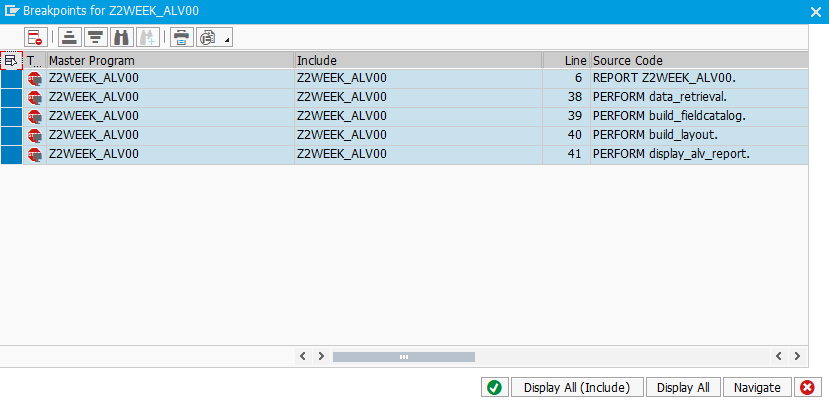 Breakpoints for Z2WEEK_ALV00
T... Master Program Include Line Source Code
Z2WEEK_ALV00 Z2WEEK_ALV00 6 REPORT Z2WEEK_ALV00.
Z2WEEK_ALV00 Z2WEEK_ALV00 38 PERFORM data_retrieval.
Z2WEEK_ALV00 Z2WEEK_ALV00 39 PERFORM build_fieldcatalog.
Z2WEEK_ALV00 Z2WEEK_ALV00 40 PERFORM build_layout.
Z2WEEK_ALV00 Z2WEEK_ALV00 41 PERFORM display_alv_report.
Display All (Include) Display All Navigate